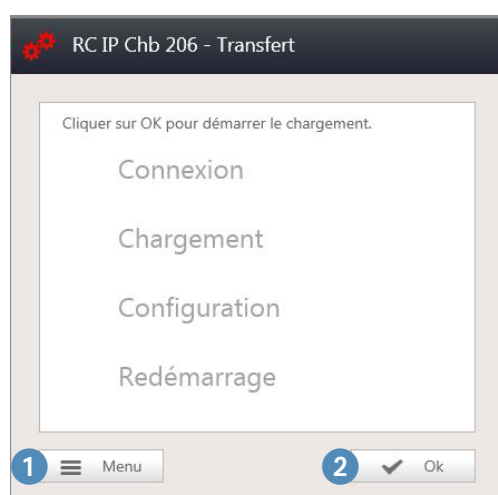 RC IP Chb 206 - Transfert
Cliquer sur OK pour démarrer le chargement.
Connexion
Chargement
Configuration
Redémarrage
1 Menu
2 Ok